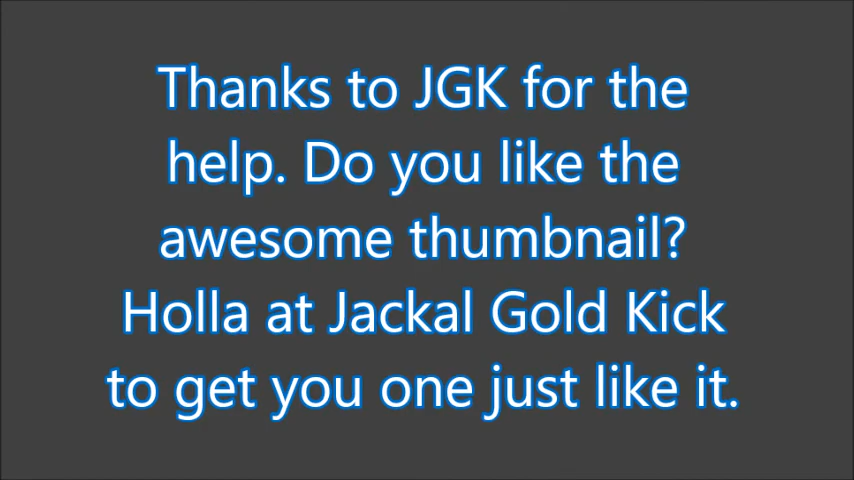 Thanks to JGK for the
help. Do you like the
awesome thumbnail?
Holla at Jackal Gold Kick
to get you one just like it.